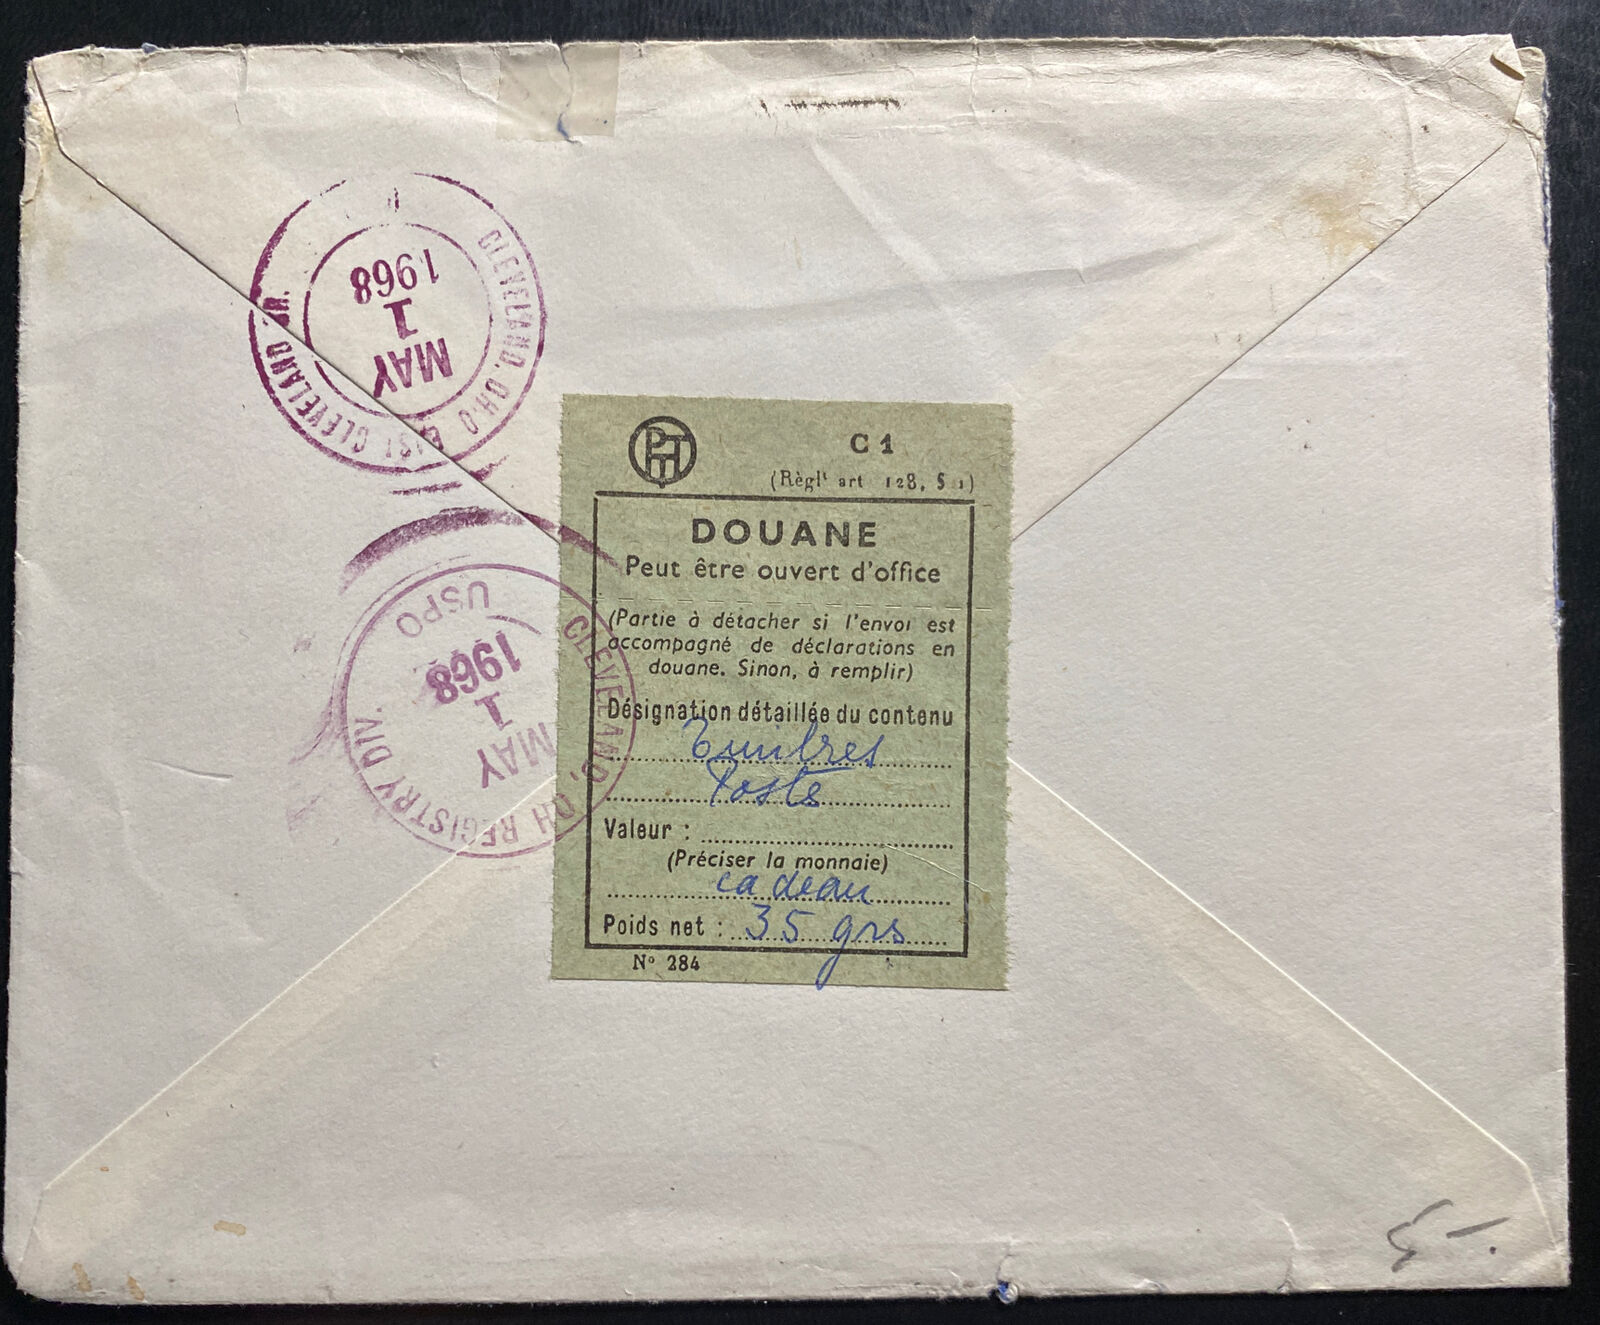 CLEVELAND, OHIO
EAST CLEVELAND BR.
MAY
1
1968
CLEVELAND, OH REGISTRY DIV.
USPO
MAY
1
1968
PTT
C 1
(Règlt art 128, § 1)
DOUANE
Peut être ouvert d'office
(Partie à détacher si l'envoi est
accompagné de déclarations en
douane. Sinon, à remplir)
Désignation détaillée du contenu
Timbres
Poste
Valeur :
(Préciser la monnaie)
cadeau
Poids net : 35 grs
N° 284